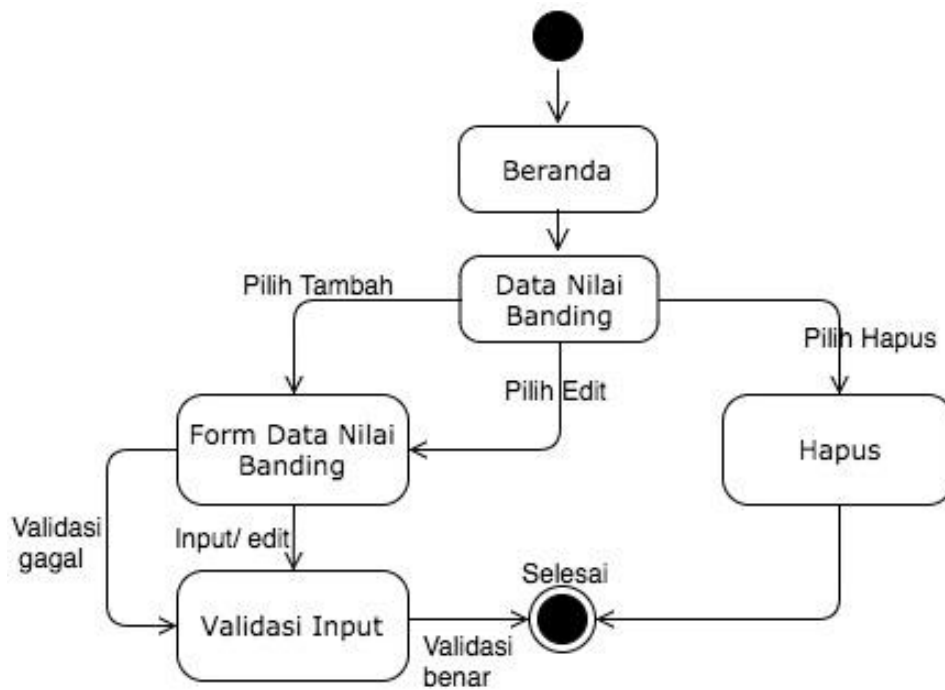 Beranda
Data Nilai
Banding
Pilih Tambah
Pilih Hapus
Pilih Edit
Form Data Nilai
Banding
Hapus
Validasi
gagal
Input/ edit
Selesai
Validasi Input
Validasi
benar